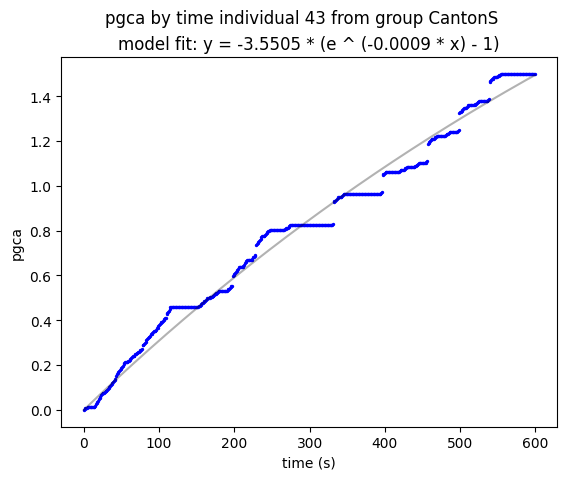 pgca by time individual 43 from group CantonS
model fit: y = -3.5505 * (e ^ (-0.0009 * x) - 1)
1.4
1.2
1.0
0.8
0.6
0.4
0.2
0.0
pgca
0 100 200 300 400 500 600
time (s)